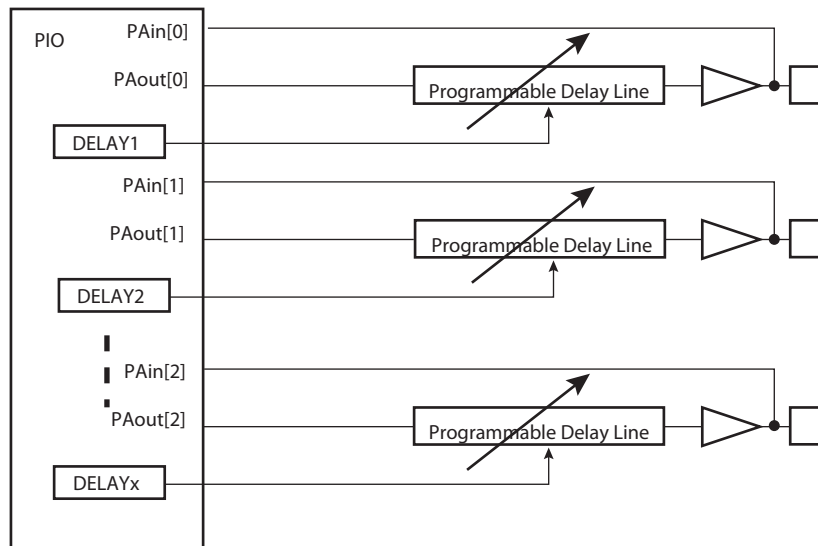 PIO
PAin[0]
PAout[0]
Programmable Delay Line
DELAY1
PAin[1]
PAout[1]
Programmable Delay Line
DELAY2
PAin[2]
PAout[2]
Programmable Delay Line
DELAYx